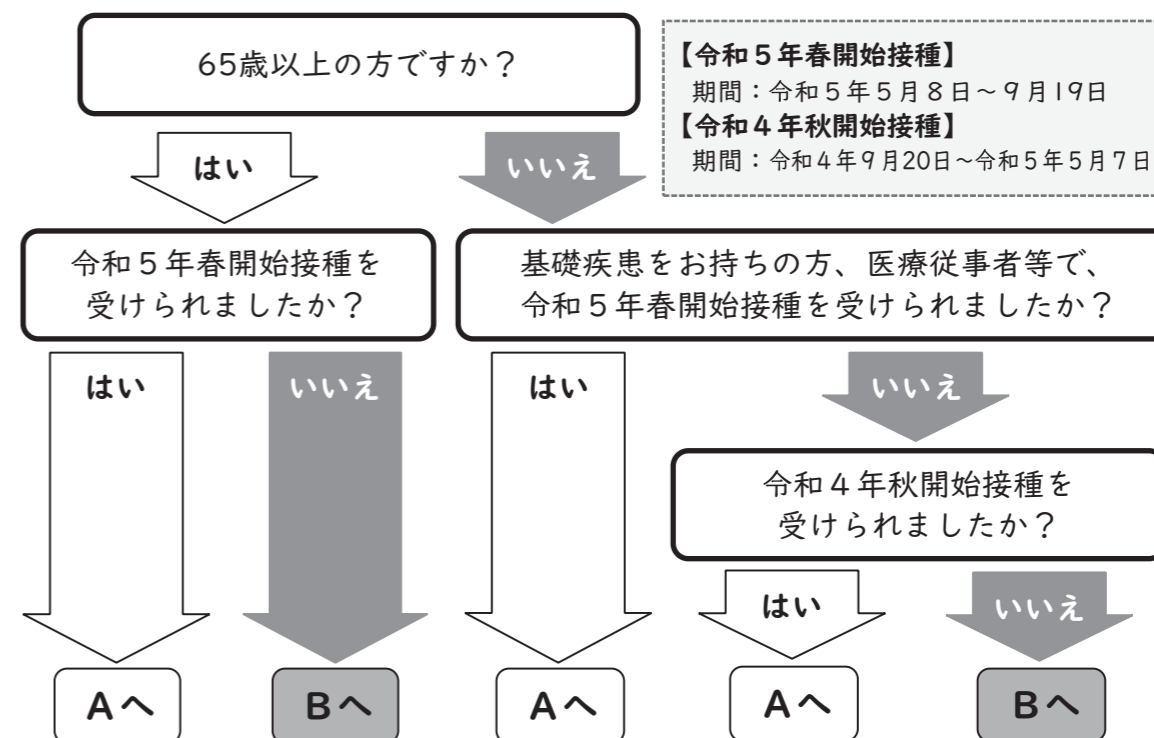 65歳以上の方ですか？
【令和５年春開始接種】
期間：令和５年５月８日～９月19日
【令和４年秋開始接種】
期間：令和４年９月20日~令和５年５月７日
はい
いいえ
令和５年春開始接種を
受けられましたか？
基礎疾患をお持ちの方、医療従事者等で、
令和５年春開始接種を受けられましたか？
はい
いいえ
はい
いいえ
令和４年秋開始接種を
受けられましたか？
はい
いいえ
Aへ
Bへ
Aへ
Aへ
Bへ